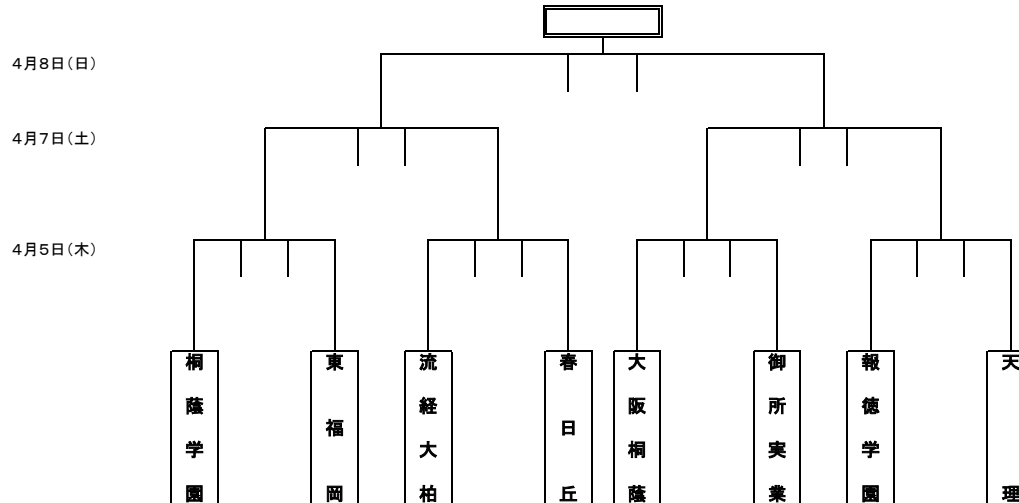 4月8日(日)
4月7日(土)
4月5日(木)
桐蔭学園
東福岡
流経大柏
春日丘
大阪桐蔭
御所実業
報徳学園
天理